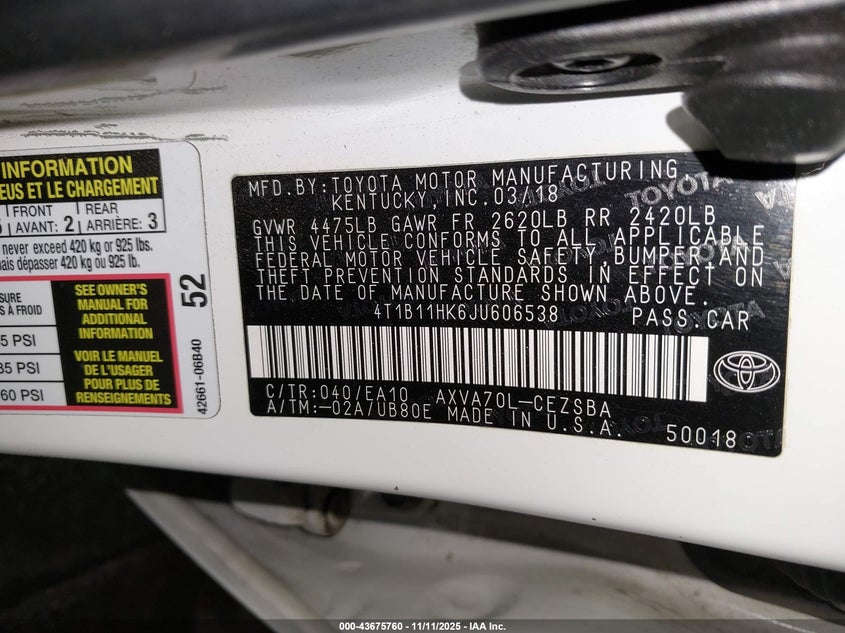 INFORMATION
EUS ET LE CHARGEMENT
FRONT
AVANT: 2
REAR
ARRIÈRE: 3
never exceed 420 kg or 925 lbs.
ais dépasser 420 kg ou 925 lb.
SURE
À FROID
5 PSI
35 PSI
60 PSI
SEE OWNER'S
MANUAL FOR
ADDITIONAL
INFORMATION
VOIR LE MANUEL
DE L'USAGER
POUR PLUS DE
RENSEIGNEMENTS
52
42661-06B40
MFD.BY:TOYOTA MOTOR MANUFACTURING
KENTUCKY,INC.03/18
GVWR 4475LB GAWR FR 2620LB RR 2420LB
THIS VEHICLE CONFORMS TO ALL APPLICABLE
FEDERAL MOTOR VEHICLE SAFETY,BUMPER,AND
THEFT PREVENTION STANDARDS IN EFFECT ON
THE DATE OF MANUFACTURE SHOWN ABOVE.
4T1B11HK6JU606538 PASS.CAR
C/TR:040/EA10 AXVA70L-CEZSBA
A/TM:-02A/UB80E MADE IN U.S.A. 50018
TOYOTA
000-43675760 - 11/11/2025 - IAA Inc.